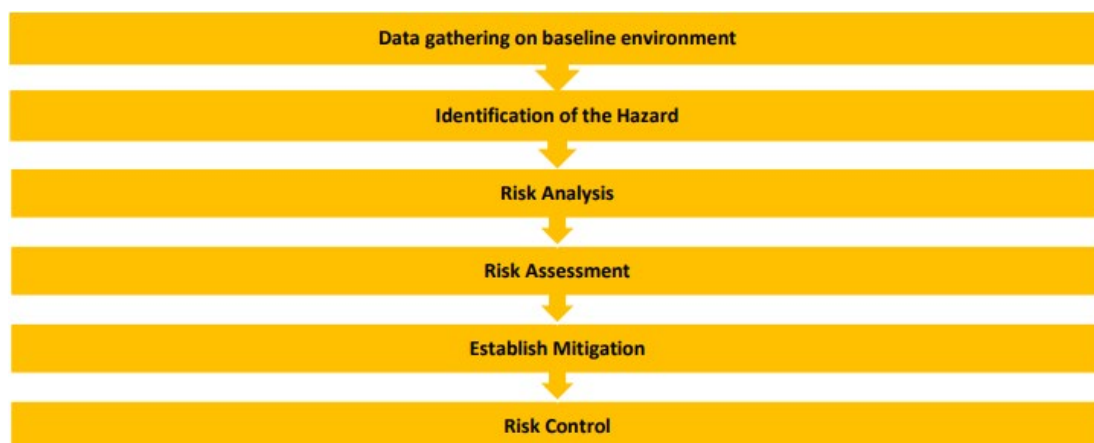 Data gathering on baseline environment
Identification of the Hazard
Risk Analysis
Risk Assessment
Establish Mitigation
Risk Control